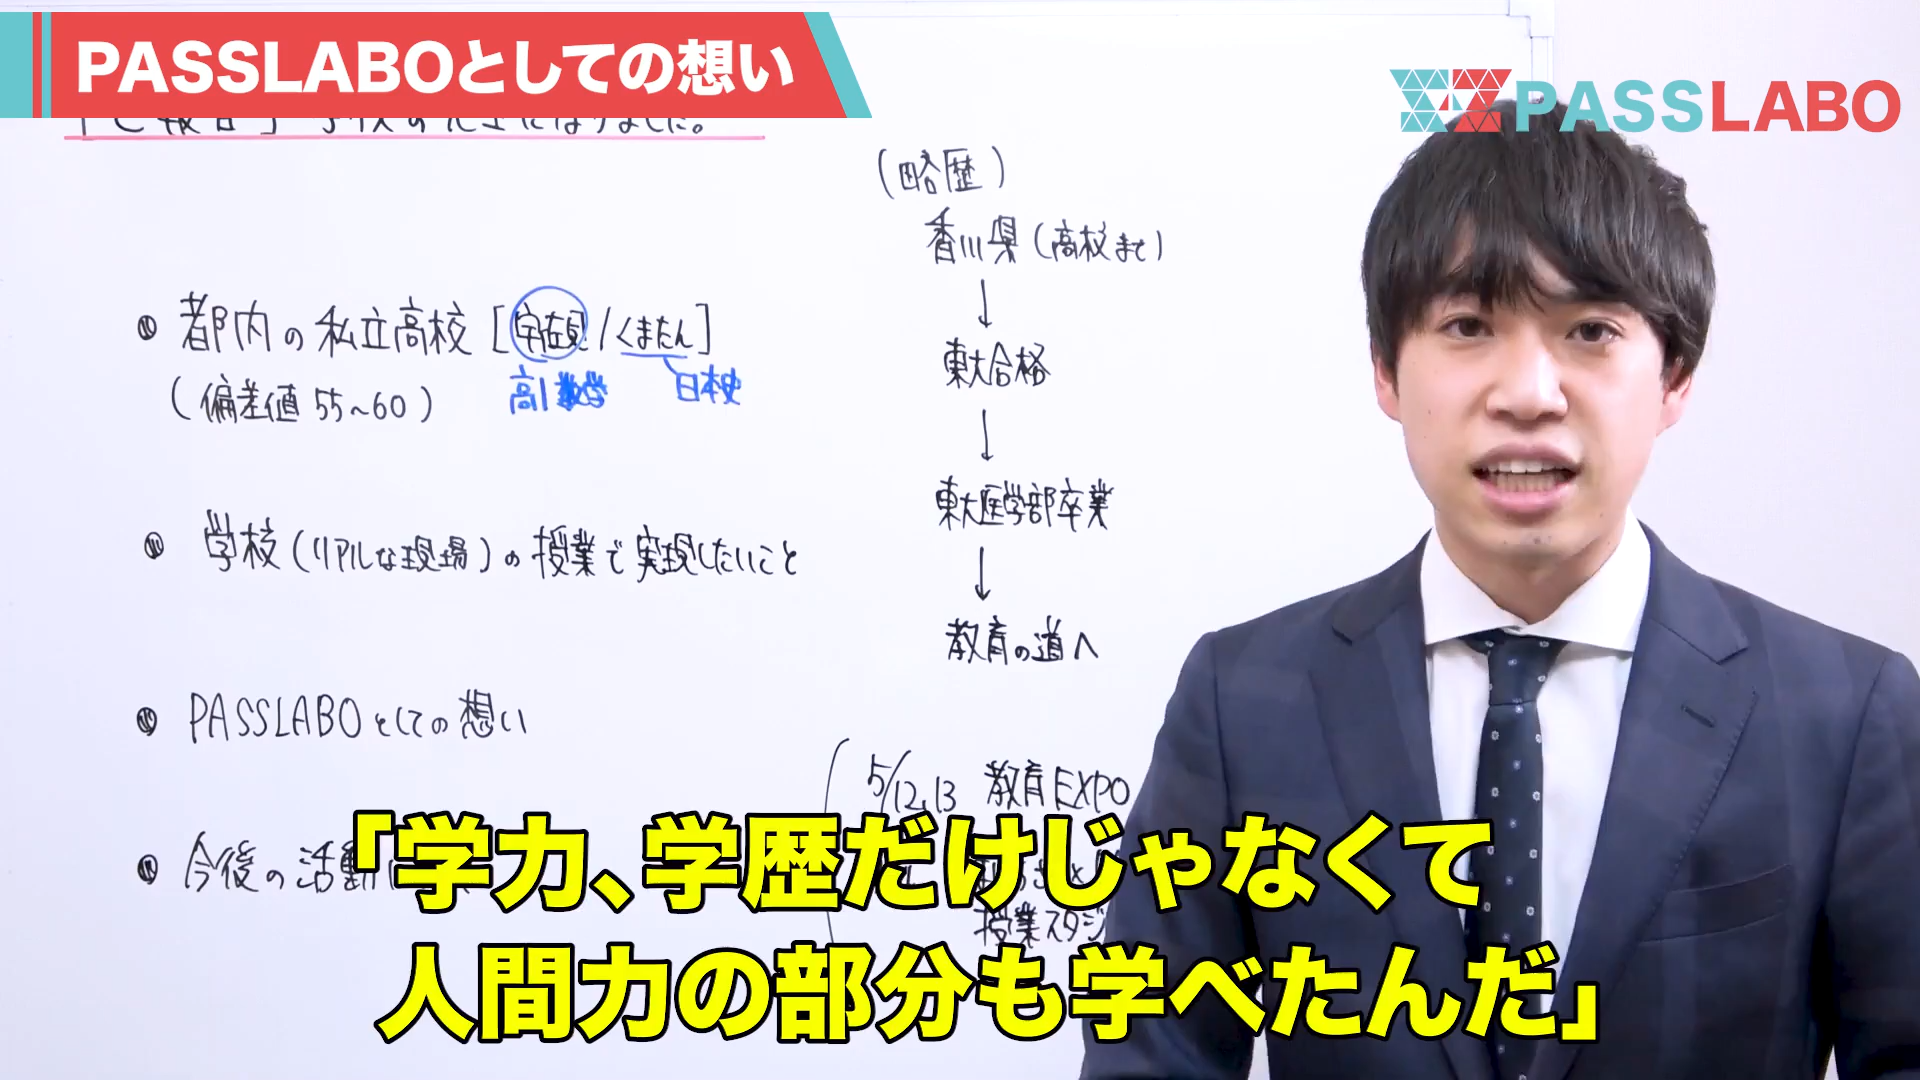 PASSLABOとしての想い
PASSLABO
(略歴)
香川県(高校まで)
↓
東大合格
↓
東大医学部卒業
↓
教育の道へ
● 都内の私立高校[宇佐見/くまたん]
(偏差値55~60)
高1数学
日本史
● 学校(リアルな現場)の授業で実現したいこと
● PASSLABOとしての想い
● 今後の活動
5/12,13 教育EXPO
授業スタジ
「学力、学歴だけじゃなくて
人間力の部分も学べたんだ」